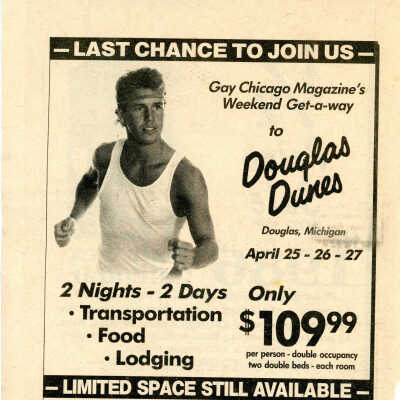 — LAST CHANCE TO JOIN US —
Gay Chicago Magazine's
Weekend Get-a-way
to
Douglas
Dunes
Douglas, Michigan
April 25 - 26 - 27
2 Nights - 2 Days
• Transportation
• Food
• Lodging
Only
$109.99
per person - double occupancy
two double beds - each room
— LIMITED SPACE STILL AVAILABLE —